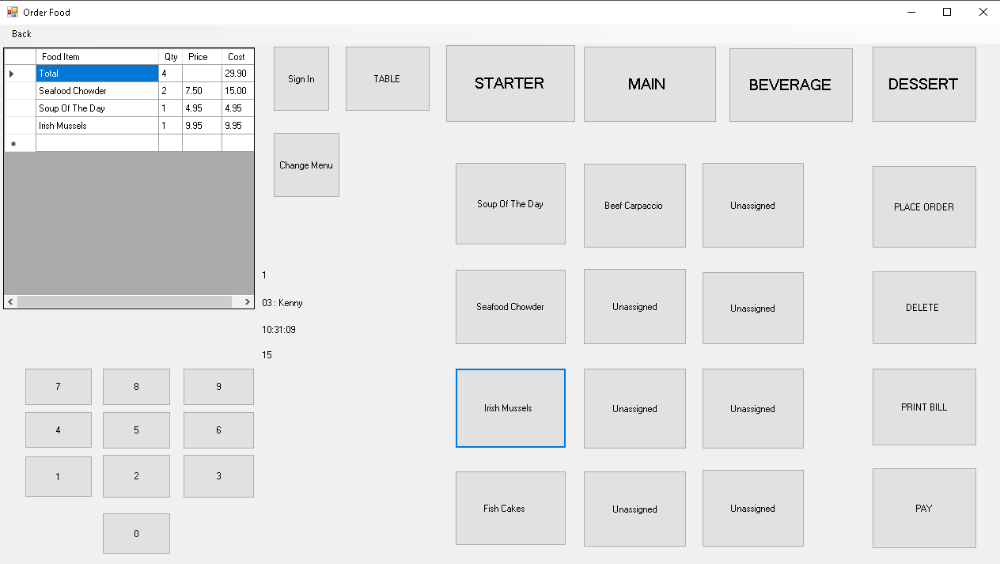 Order Food
Back
Food Item Qty Price Cost
Total 4 29.90
Seafood Chowder 2 7.50 15.00
Soup Of The Day 1 4.95 4.95
Irish Mussels 1 9.95 9.95
Sign In
TABLE
STARTER
MAIN
BEVERAGE
DESSERT
Change Menu
Soup Of The Day
Beef Carpaccio
Unassigned
PLACE ORDER
1
03 : Kenny
10:31:09
15
Seafood Chowder
Unassigned
Unassigned
DELETE
Irish Mussels
Unassigned
Unassigned
PRINT BILL
Fish Cakes
Unassigned
Unassigned
PAY
7 8 9
4 5 6
1 2 3
0